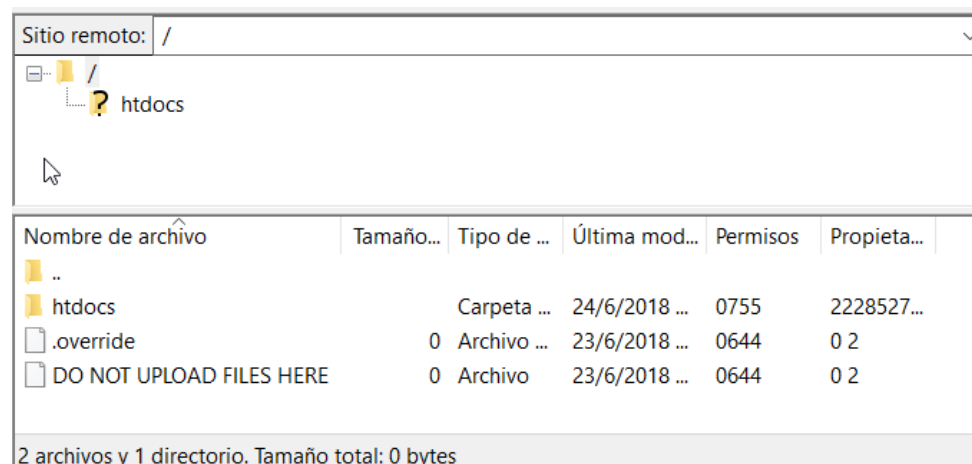 Sitio remoto: /
/
htdocs
Nombre de archivo Tamaño... Tipo de ... Última mod... Permisos Propieta...
..
htdocs Carpeta ... 24/6/2018 ... 0755 2228527...
.override 0 Archivo ... 23/6/2018 ... 0644 0 2
DO NOT UPLOAD FILES HERE 0 Archivo 23/6/2018 ... 0644 0 2
2 archivos y 1 directorio. Tamaño total: 0 bytes